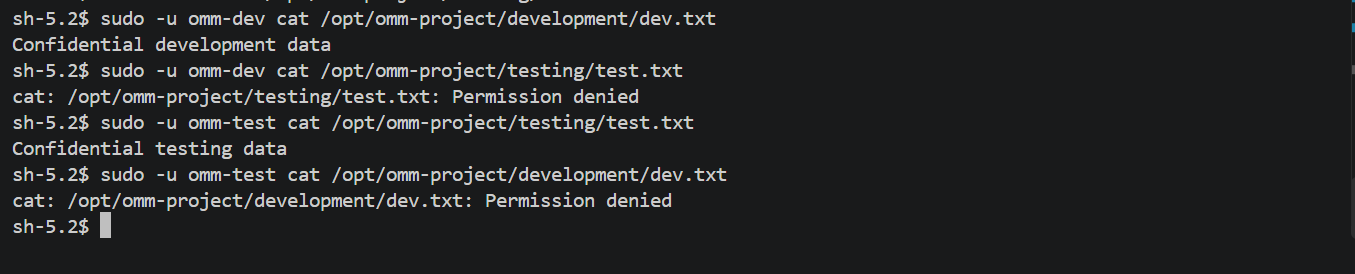 sh-5.2$ sudo -u omm-dev cat /opt/omm-project/development/dev.txt
Confidential development data
sh-5.2$ sudo -u omm-dev cat /opt/omm-project/testing/test.txt
cat: /opt/omm-project/testing/test.txt: Permission denied
sh-5.2$ sudo -u omm-test cat /opt/omm-project/testing/test.txt
Confidential testing data
sh-5.2$ sudo -u omm-test cat /opt/omm-project/development/dev.txt
cat: /opt/omm-project/development/dev.txt: Permission denied
sh-5.2$